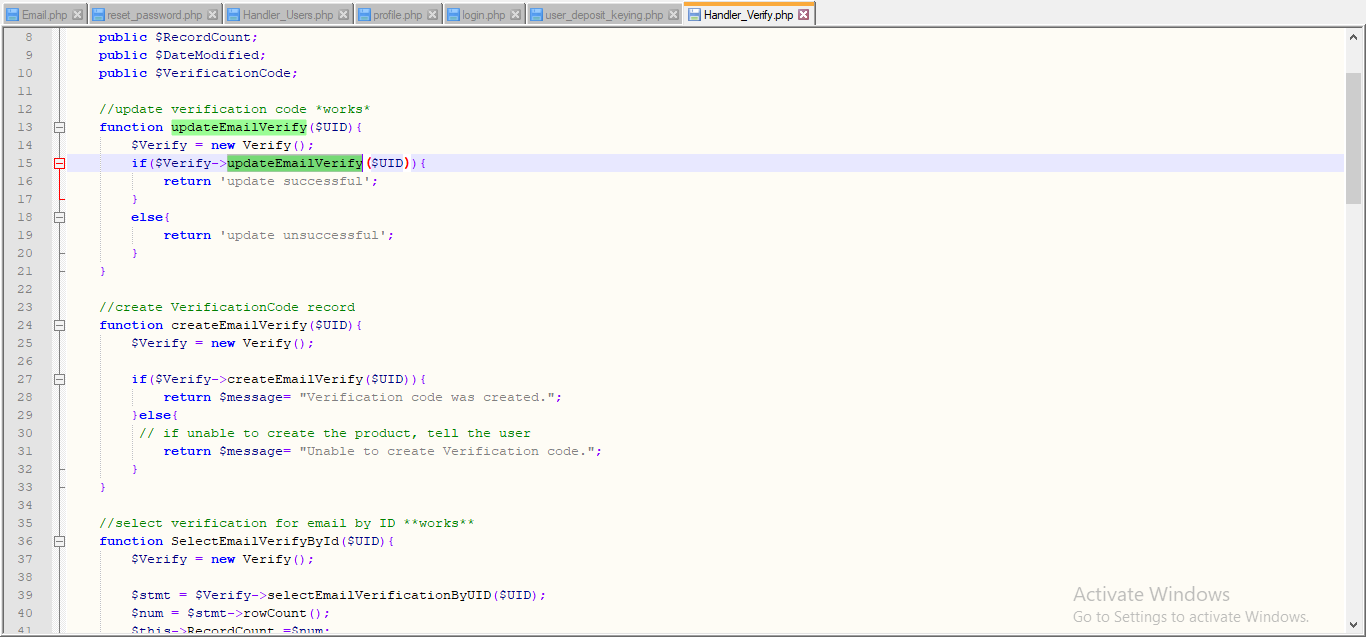 Email.php reset_password.php Handler_Users.php profile.php login.php user_deposit_keying.php Handler_Verify.php
8 public $RecordCount;
9 public $DateModified;
10 public $VerificationCode;
11
12 //update verification code *works*
13 function updateEmailVerify($UID){
14 $Verify = new Verify();
15 if($Verify->updateEmailVerify($UID)){
16 return 'update successful';
17 }
18 else{
19 return 'update unsuccessful';
20 }
21 }
22
23 //create VerificationCode record
24 function createEmailVerify($UID){
25 $Verify = new Verify();
26
27 if($Verify->createEmailVerify($UID)){
28 return $message= "Verification code was created.";
29 }else{
30 // if unable to create the product, tell the user
31 return $message= "Unable to create Verification code.";
32 }
33 }
34
35 //select verification for email by ID **works**
36 function SelectEmailVerifyById($UID){
37 $Verify = new Verify();
38
39 $stmt = $Verify->selectEmailVerificationByUID($UID);
40 $num = $stmt->rowCount();
41 $this->RecordCount =$num;
Activate Windows
Go to Settings to activate Windows.